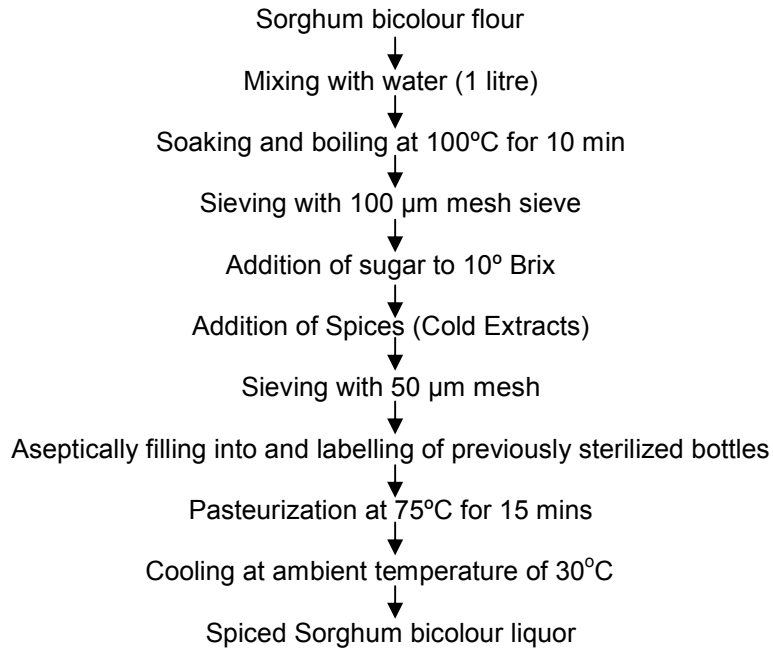 Sorghum bicolour flour
Mixing with water (1 litre)
Soaking and boiling at 100ºC for 10 min
Sieving with 100 µm mesh sieve
Addition of sugar to 10º Brix
Addition of Spices (Cold Extracts)
Sieving with 50 µm mesh
Aseptically filling into and labelling of previously sterilized bottles
Pasteurization at 75ºC for 15 mins
Cooling at ambient temperature of 30°C
Spiced Sorghum bicolour liquor